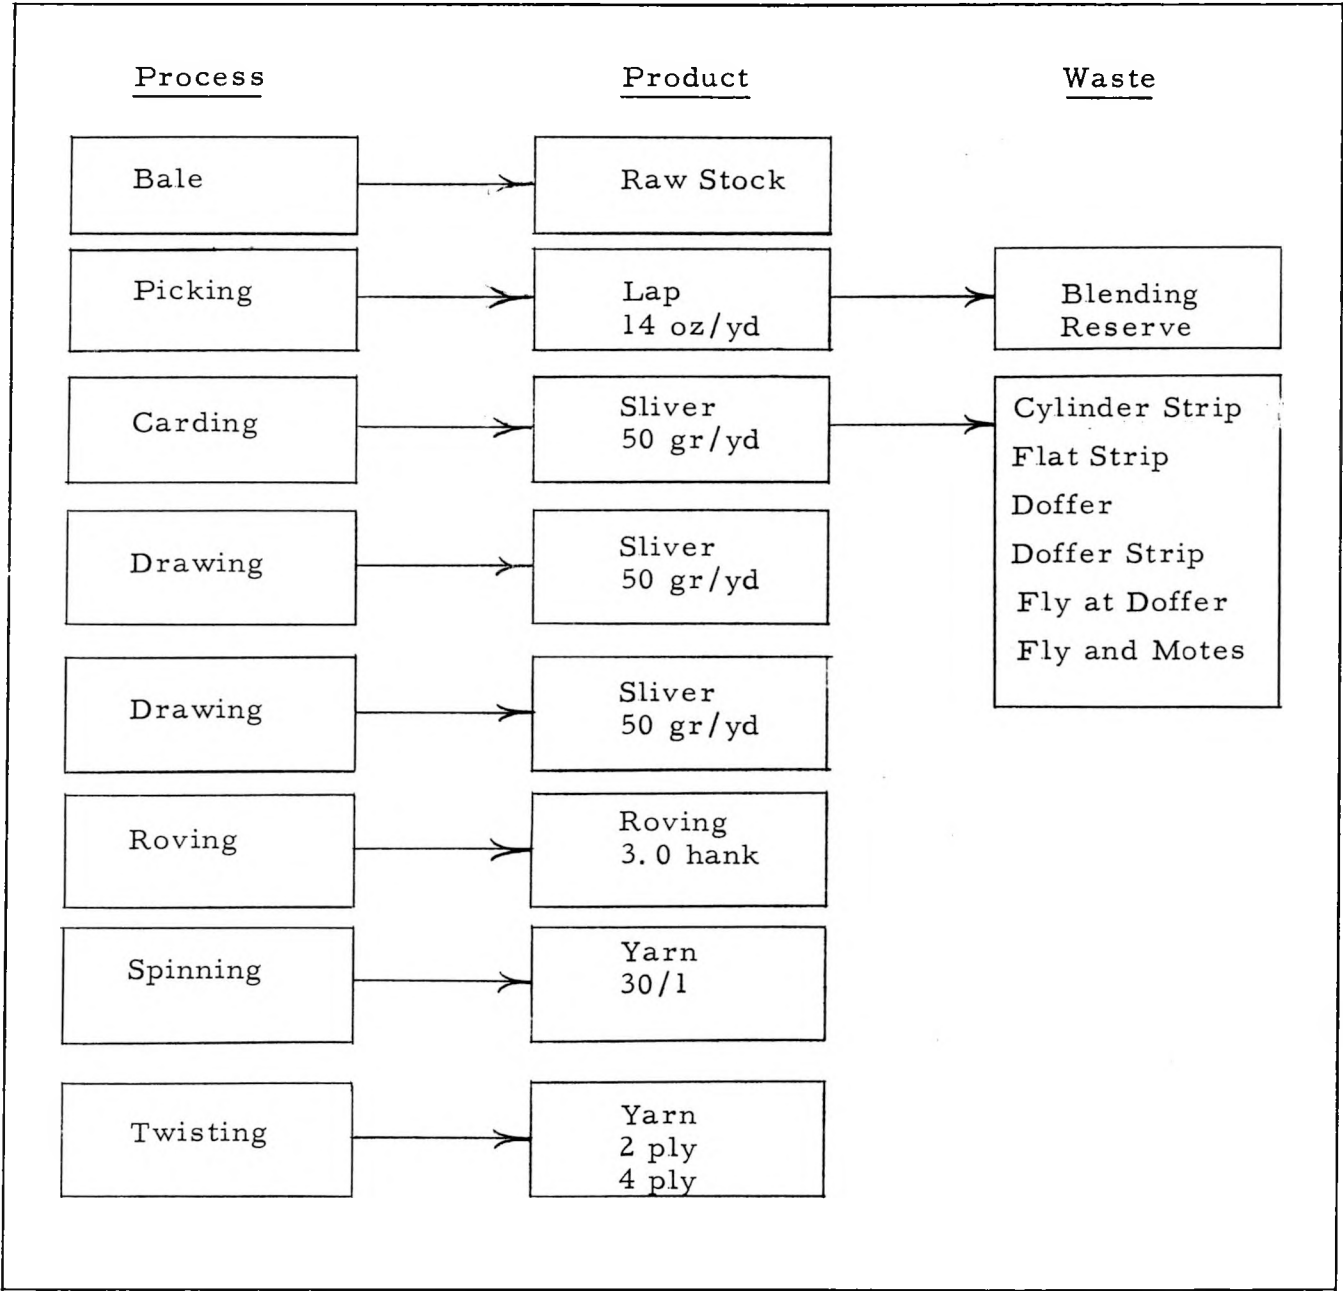 Process Product Waste
Bale Raw Stock
Picking Lap Blending
14 oz/yd Reserve
Carding Sliver Cylinder Strip
50 gr/yd
Flat Strip
Doffer
Drawing Sliver Doffer Strip
50 gr/yd
Fly at Doffer
Fly and Motes
Drawing Sliver
50 gr/yd
Roving Roving
3.0 hank
Spinning Yarn
30/1
Twisting Yarn
2 ply
4 ply